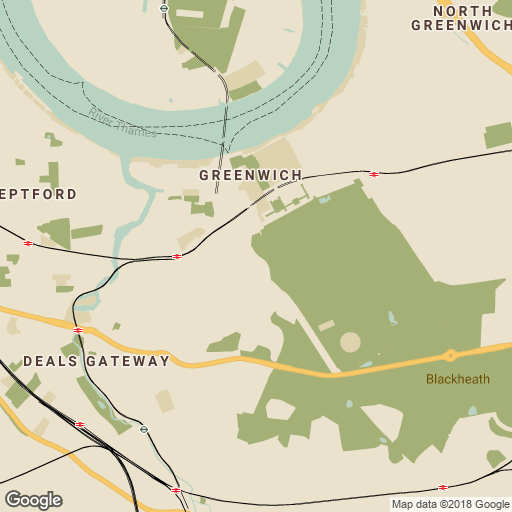 NORTH
GREENWICH
River Thames
GREENWICH
EPTFORD
DEALS GATEWAY
Blackheath
Google
Map data ©2018 Google